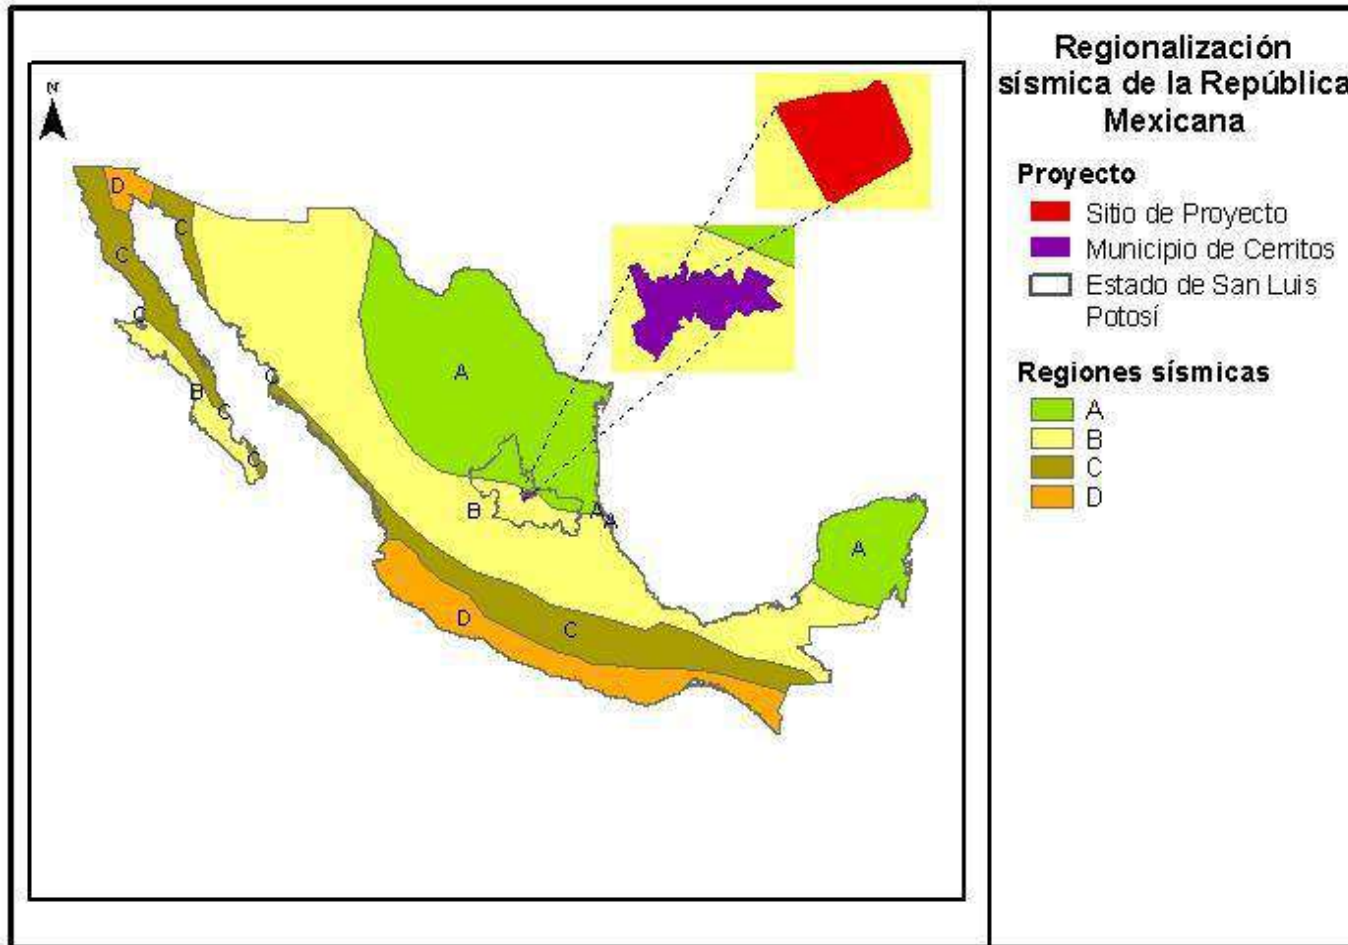 Regionalización
sísmica de la República
Mexicana
Proyecto
Sitio de Proyecto
Municipio de Cerritos
Estado de San Luis
Potosí
Regiones sísmicas
A
B
C
D
N
D
C
C
C
B
C
C
C
A
B
A
A
A
D
C